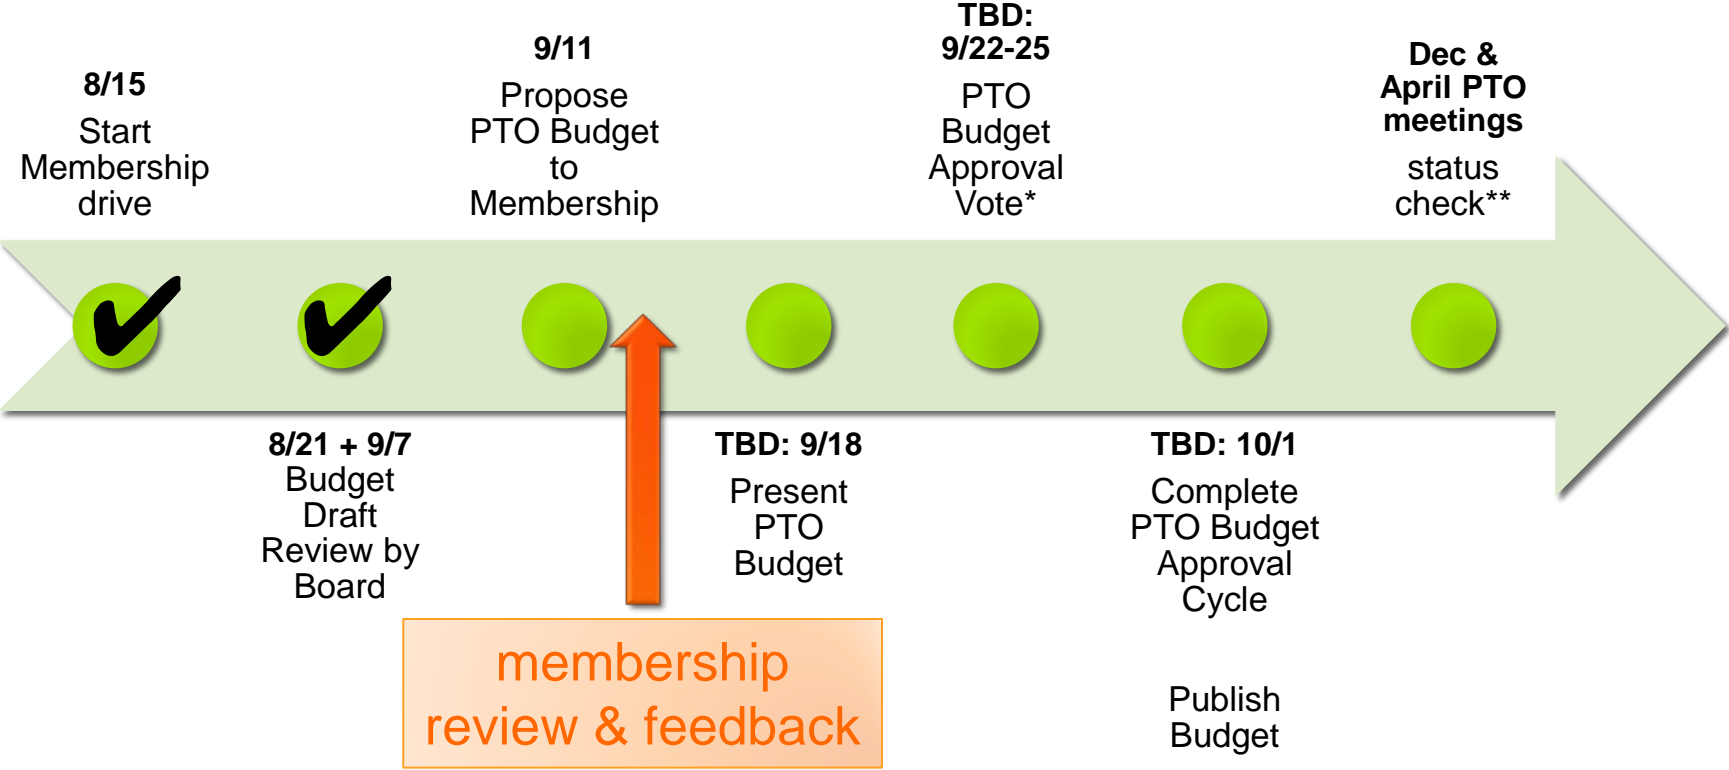 8/15
Start
Membership
drive
8/21 + 9/7
Budget
Draft
Review by
Board
9/11
Propose
PTO Budget
to
Membership
membership
review & feedback
TBD: 9/18
Present
PTO
Budget
TBD:
9/22-25
PTO
Budget
Approval
Vote*
TBD: 10/1
Complete
PTO Budget
Approval
Cycle
Publish
Budget
Dec &
April PTO
meetings
status
check**